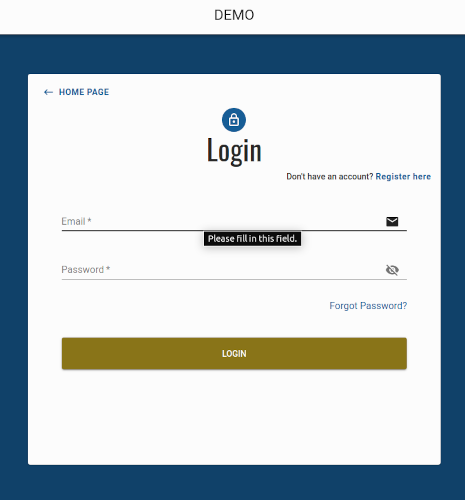 DEMO
HOME PAGE
Login
Don't have an account? Register here
Email *
Please fill in this field.
Password *
Forgot Password?
LOGIN